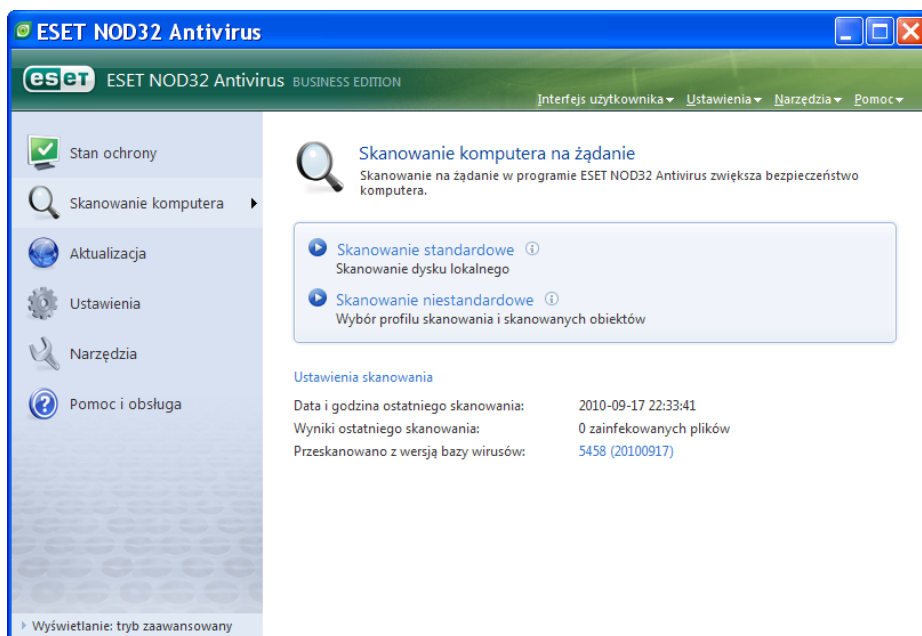 ESET NOD32 Antivirus
eset ESET NOD32 Antivirus BUSINESS EDITION
Interfejs użytkownika Ustawienia Narzędzia Pomoc
Stan ochrony
Skanowanie komputera
Aktualizacja
Ustawienia
Narzędzia
Pomoc i obsługa
Wyświetlanie: tryb zaawansowany
Skanowanie komputera na żądanie
Skanowanie na żądanie w programie ESET NOD32 Antivirus zwiększa bezpieczeństwo
komputera.
Skanowanie standardowe
Skanowanie dysku lokalnego
Skanowanie niestandardowe
Wybór profilu skanowania i skanowanych obiektów
Ustawienia skanowania
Data i godzina ostatniego skanowania: 2010-09-17 22:33:41
Wyniki ostatniego skanowania: 0 zainfekowanych plików
Przeskanowano z wersją bazy wirusów: 5458 (20100917)